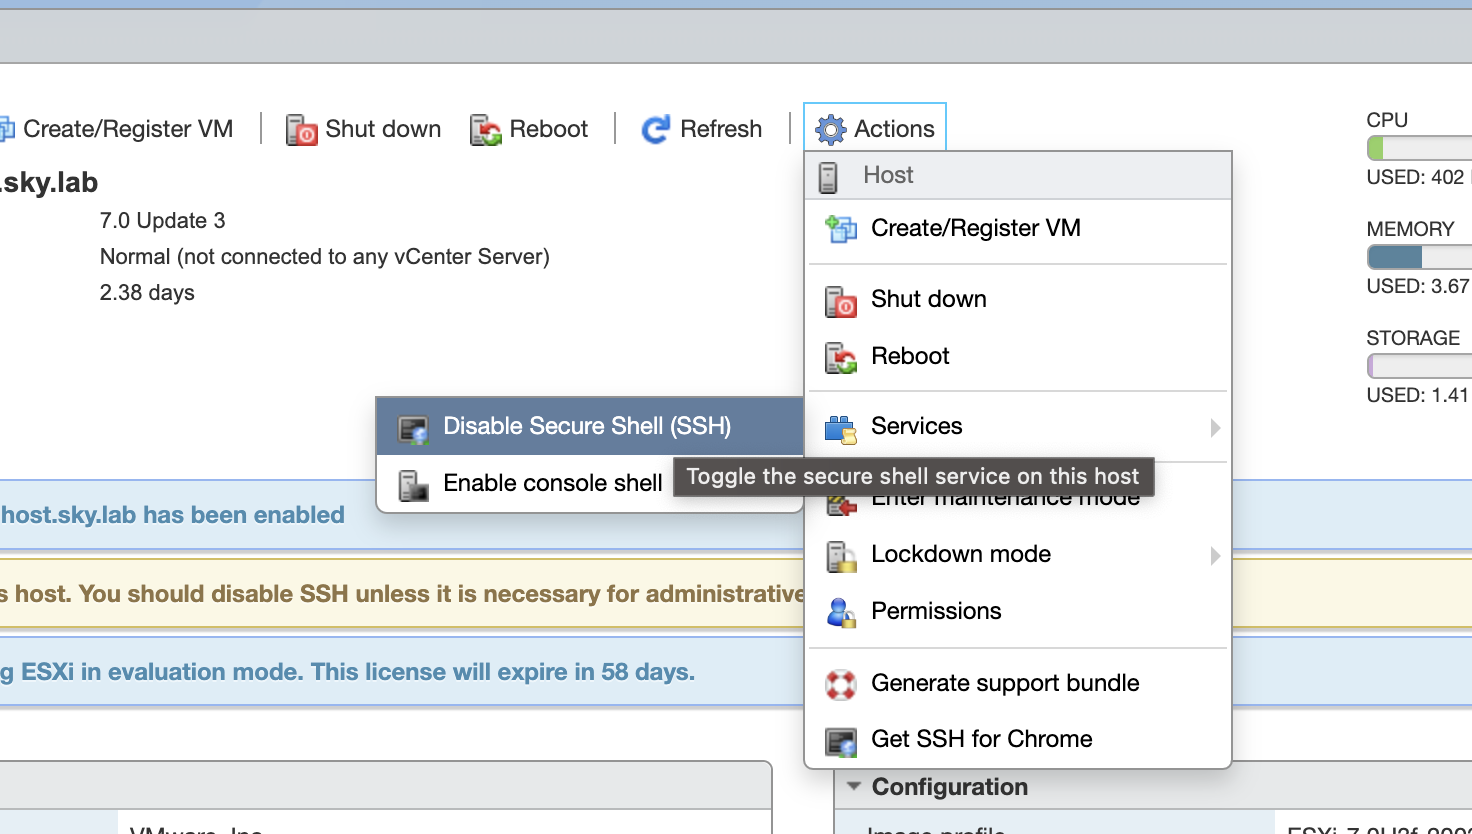 Create/Register VM
Shut down
Reboot
Refresh
Actions
CPU
USED: 402
.sky.lab
Host
7.0 Update 3
Create/Register VM
MEMORY
Normal (not connected to any vCenter Server)
USED: 3.67
2.38 days
Shut down
STORAGE
Reboot
USED: 1.41
Disable Secure Shell (SSH)
Services
Enable console shell
Toggle the secure shell service on this host
Enter maintenance mode
host.sky.lab has been enabled
Lockdown mode
s host. You should disable SSH unless it is necessary for administrative
Permissions
g ESXi in evaluation mode. This license will expire in 58 days.
Generate support bundle
Get SSH for Chrome
Configuration
VMware, Inc
Image profile